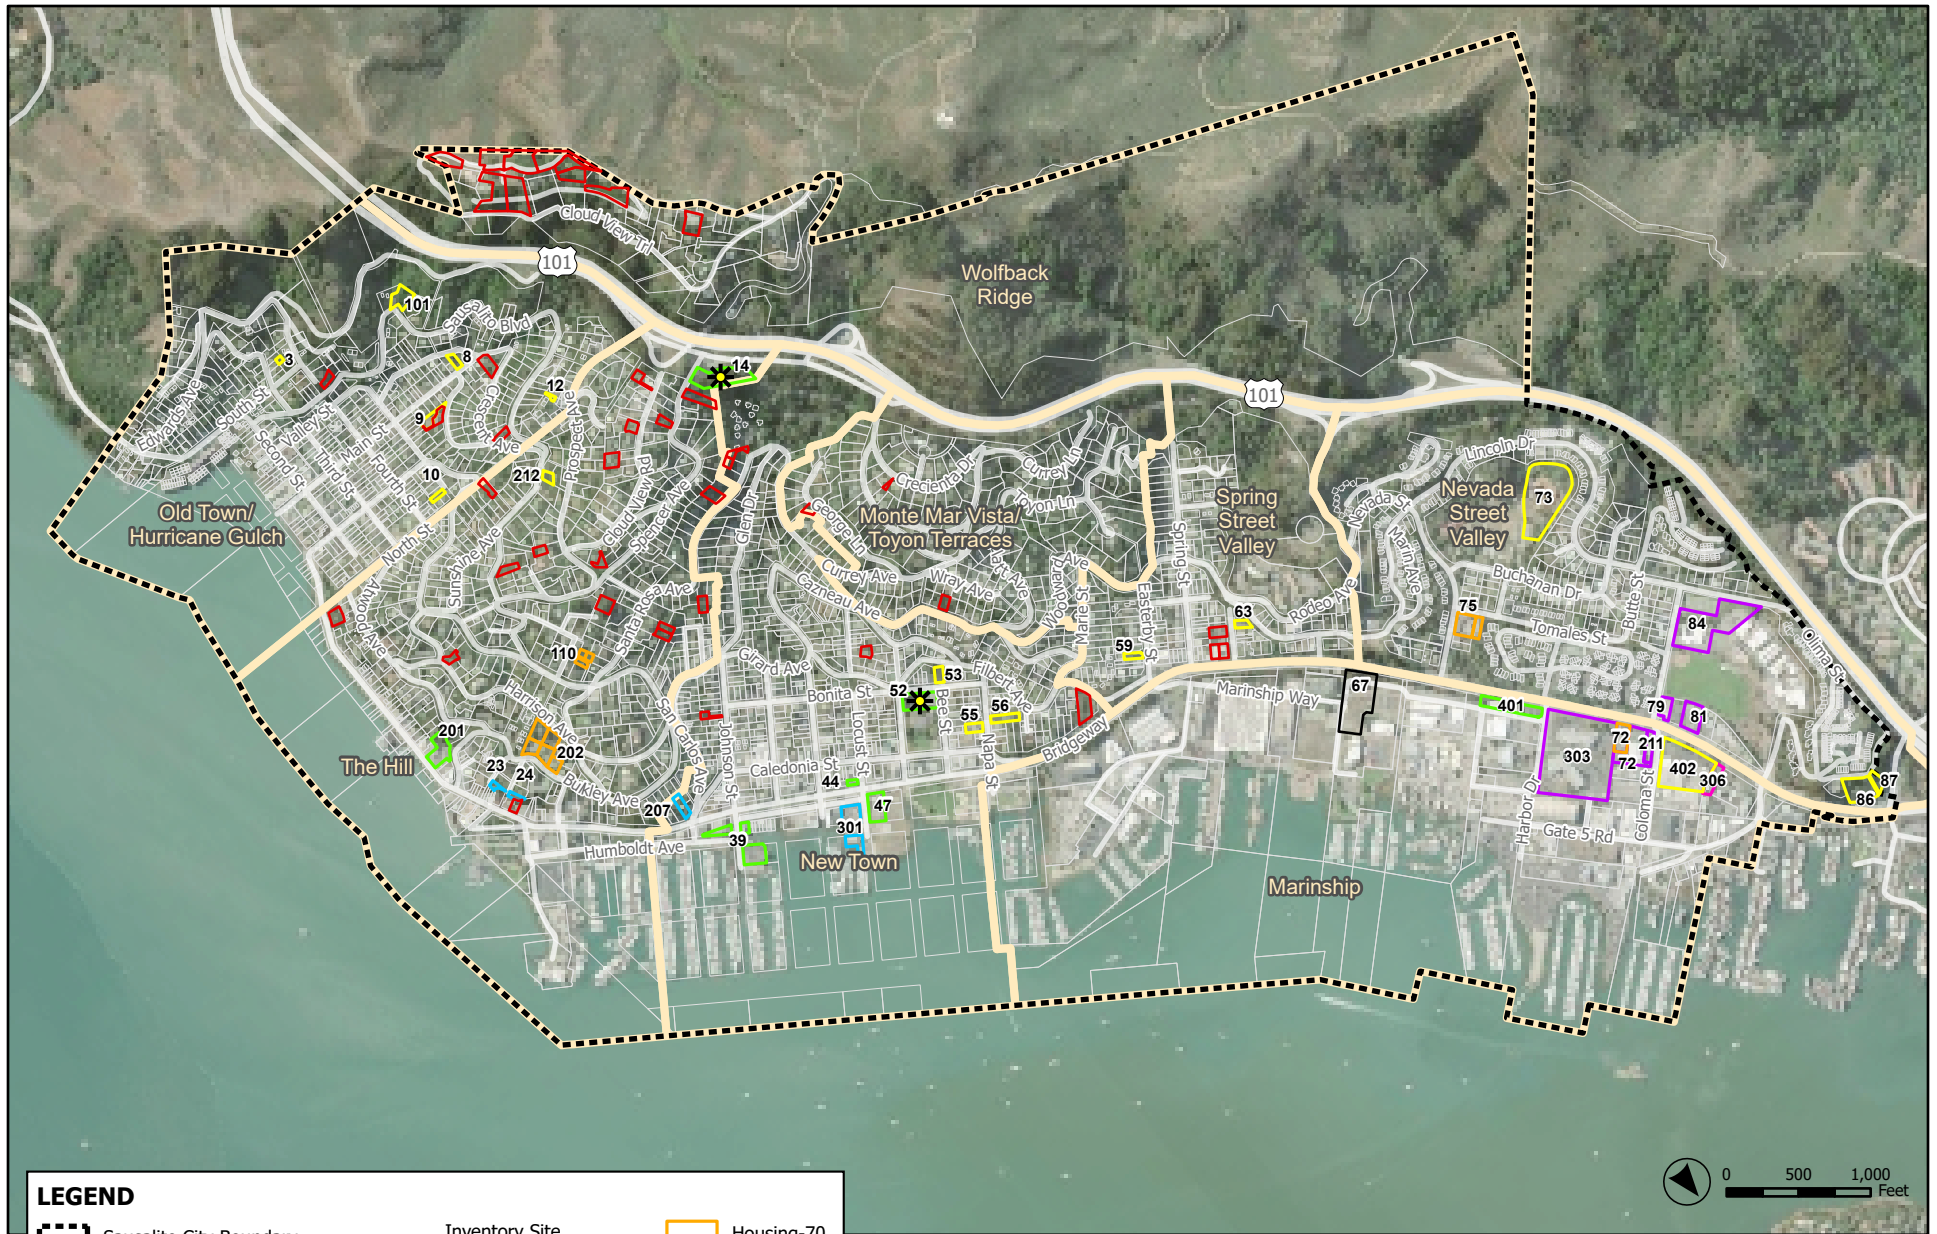 Cloud View Trl
101
Wolfback
Ridge
101
Sausalito Blvd
3
8
14
101
12
Edwards Ave
South St
Valley St
Main St
Second St
Third St
Fourth St
9
Crescent Ave
Prospect Ave
10
212
Cloud View Rd
Spencer Ave
Glen Dr
George Ln
Crecienta Dr
Currey Ln
Toyon Ln
Monte Mar Vista/
Toyon Terraces
Spring
Street
Valley
Nevada St
Lincoln Dr
Nevada
Street
Valley
73
Old Town/
Hurricane Gulch
North St
Sunshine Ave
Atwood Ave
Santa Rosa Ave
Currey Ave
Wray Ave
Cazneau Ave
Woodward Ave
Marie St
Easterby St
Spring St
63
Rodeo Ave
Marin Ave
Buchanan Dr
75
Tomales St
Butte St
84
Olima St
110
Girard Ave
Filbert Ave
59
53
52
Bonita St
Bee St
56
55
Marinship Way
67
401
79
81
Harrison Ave
San Carlos Ave
Johnson St
Locust St
Napa St
Bridgeway
201
202
The Hill
23
24
Bulkley Ave
Caledonia St
44
47
207
39
301
Humboldt Ave
New Town
303
72
72
211
402
306
Harbor Dr
Coloma St
Gate 5 Rd
87
86
Marinship
0 500 1,000
Feet
LEGEND
Sausalito City Boundary
Inventory Site
Housing-70